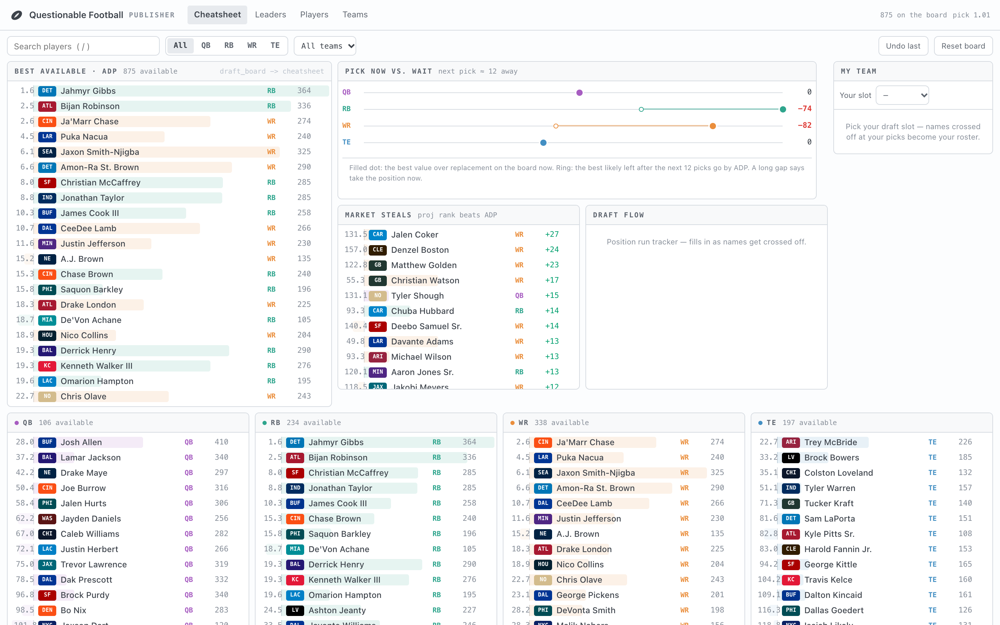 Questionable Football PUBLISHER Cheatsheet Leaders Players Teams 875 on the board pick 1.01
Search players (/) All QB RB WR TE All teams Undo last Reset board
BEST AVAILABLE · ADP 875 available draft_board -> cheatsheet
1.6 DET Jahmyr Gibbs RB 364
2.5 ATL Bijan Robinson RB 336
2.6 CIN Ja'Marr Chase WR 274
4.5 LAR Puka Nacua WR 240
6.1 SEA Jaxon Smith-Njigba WR 325
6.6 DET Amon-Ra St. Brown WR 290
8.0 SF Christian McCaffrey RB 285
8.8 IND Jonathan Taylor RB 285
10.3 BUF James Cook III RB 258
10.7 DAL CeeDee Lamb WR 266
11.6 MIN Justin Jefferson WR 230
15.2 NE A.J. Brown WR 135
15.3 CIN Chase Brown RB 240
15.8 PHI Saquon Barkley RB 196
18.3 ATL Drake London WR 225
18.7 MIA De'Von Achane RB 105
18.9 HOU Nico Collins WR 204
19.3 BAL Derrick Henry RB 290
19.3 KC Kenneth Walker III RB 276
19.6 LAC Omarion Hampton RB 195
22.7 NO Chris Olave WR 243
PICK NOW VS. WAIT next pick ≈ 12 away
QB 0
RB −74
WR −82
TE 0
Filled dot: the best value over replacement on the board now. Ring: the best likely left after the next 12 picks go by ADP. A long gap says
take the position now.
MY TEAM
Your slot —
Pick your draft slot — names crossed
off at your picks become your roster.
MARKET STEALS proj rank beats ADP
131.5 CAR Jalen Coker WR +27
157.0 CLE Denzel Boston WR +24
122.8 GB Matthew Golden WR +23
55.3 GB Christian Watson WR +17
131.1 NO Tyler Shough QB +15
93.3 CAR Chuba Hubbard RB +14
140.4 SF Deebo Samuel Sr. WR +14
49.8 LAR Davante Adams WR +13
93.3 ARI Michael Wilson WR +13
120.1 MIN Aaron Jones Sr. RB +13
118.5 JAX Jakobi Meyers WR +12
DRAFT FLOW
Position run tracker — fills in as names get crossed off.
QB 106 available
28.0 BUF Josh Allen QB 410
37.2 BAL Lamar Jackson QB 340
42.2 NE Drake Maye QB 297
50.4 CIN Joe Burrow QB 316
58.4 PHI Jalen Hurts QB 306
62.2 WAS Jayden Daniels QB 256
67.0 CHI Caleb Williams QB 282
72.1 LAC Justin Herbert QB 266
75.0 JAX Trevor Lawrence QB 319
78.5 DAL Dak Prescott QB 332
96.8 SF Brock Purdy QB 340
98.5 DEN Bo Nix QB 283
101.8 NYG Jaxson Dart QB 120
RB 234 available
1.6 DET Jahmyr Gibbs RB 364
2.5 ATL Bijan Robinson RB 336
8.0 SF Christian McCaffrey RB 285
8.8 IND Jonathan Taylor RB 285
10.3 BUF James Cook III RB 258
15.3 CIN Chase Brown RB 240
15.8 PHI Saquon Barkley RB 196
18.7 MIA De'Von Achane RB 105
19.3 BAL Derrick Henry RB 290
19.3 KC Kenneth Walker III RB 276
19.6 LAC Omarion Hampton RB 195
24.5 LV Ashton Jeanty RB 227
DAL Javonte Williams RB 246
WR 338 available
2.6 CIN Ja'Marr Chase WR 274
4.5 LAR Puka Nacua WR 240
6.1 SEA Jaxon Smith-Njigba WR 325
6.6 DET Amon-Ra St. Brown WR 290
10.7 DAL CeeDee Lamb WR 266
11.6 MIN Justin Jefferson WR 230
15.2 NE A.J. Brown WR 135
18.3 ATL Drake London WR 225
18.9 HOU Nico Collins WR 204
22.7 NO Chris Olave WR 243
23.1 DAL George Pickens WR 201
28.2 PHI DeVonta Smith WR 198
28.3 NYG Malik Nabers WR 156
TE 197 available
22.7 ARI Trey McBride TE 226
33.2 LV Brock Bowers TE 185
35.1 CHI Colston Loveland TE 132
51.1 IND Tyler Warren TE 157
71.3 GB Tucker Kraft TE 140
81.6 DET Sam LaPorta TE 151
82.8 ATL Kyle Pitts Sr. TE 108
83.0 CLE Harold Fannin Jr. TE 153
94.2 SF George Kittle TE 165
104.2 KC Travis Kelce TE 160
109.1 BUF Dalton Kincaid TE 161
116.3 PHI Dallas Goedert TE 126
118.8 NYG Isaiah Likely TE 131